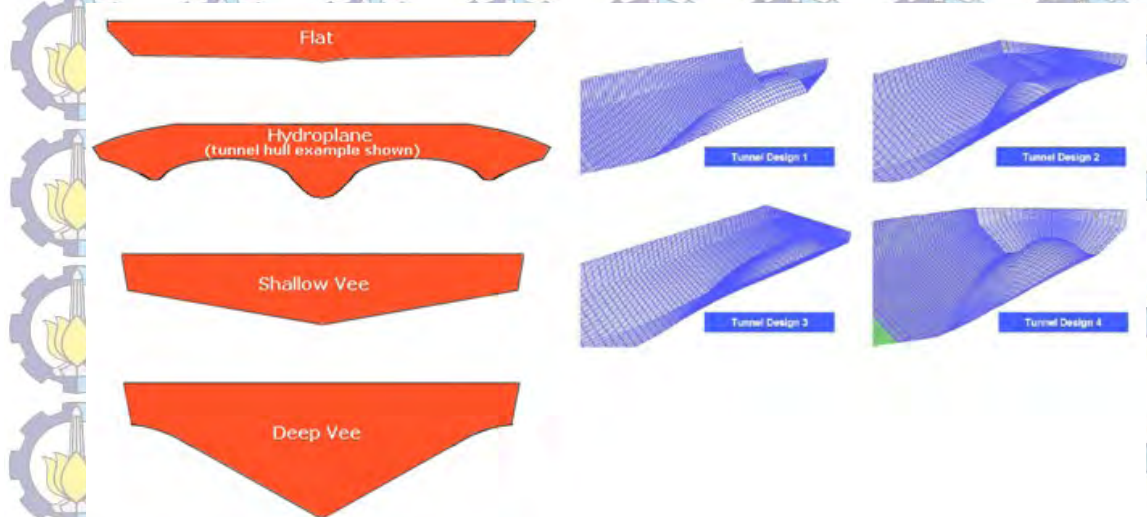 Flat
Hydroplane
(tunnel hull example shown)
Shallow Vee
Deep Vee
Tunnel Design 1
Tunnel Design 2
Tunnel Design 3
Tunnel Design 4